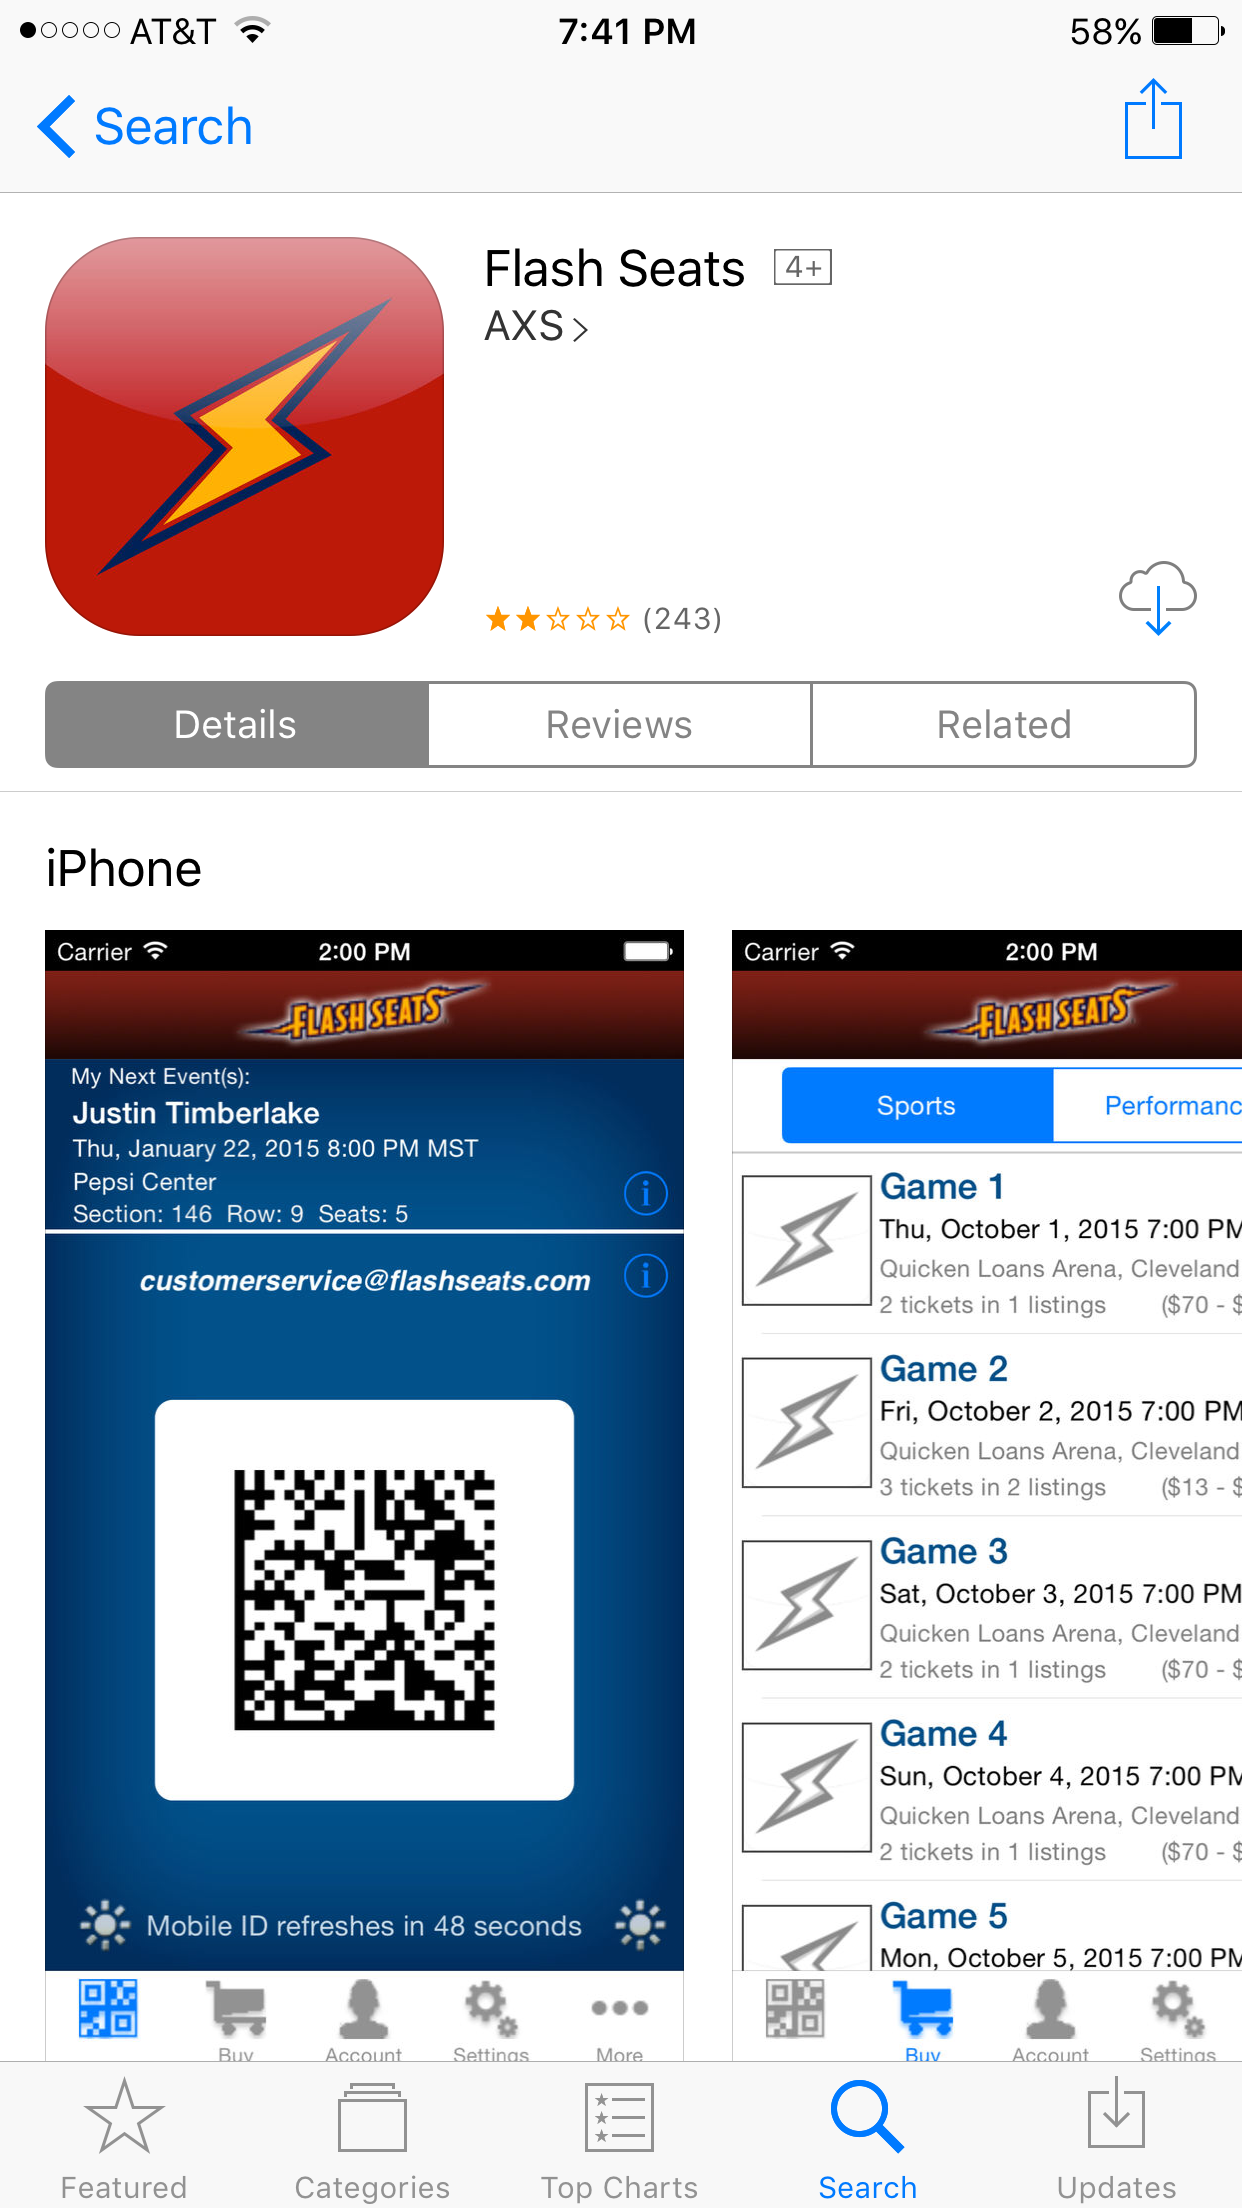 AT&T 7:41 PM 58%
Search
Flash Seats 4+
AXS >
(243)
Details Reviews Related
iPhone
Carrier 2:00 PM
FLASH SEATS
My Next Event(s):
Justin Timberlake
Thu, January 22, 2015 8:00 PM MST
Pepsi Center
Section: 146 Row: 9 Seats: 5
customerservice@flashseats.com
Mobile ID refreshes in 48 seconds
Buy Account Settings More
Carrier 2:00 PM
FLASH SEATS
Sports Performanc
Game 1
Thu, October 1, 2015 7:00 PM
Quicken Loans Arena, Cleveland
2 tickets in 1 listings ($70 - $
Game 2
Fri, October 2, 2015 7:00 PM
Quicken Loans Arena, Cleveland
3 tickets in 2 listings ($13 - $
Game 3
Sat, October 3, 2015 7:00 PM
Quicken Loans Arena, Cleveland
2 tickets in 1 listings ($70 - $
Game 4
Sun, October 4, 2015 7:00 PM
Quicken Loans Arena, Cleveland
2 tickets in 1 listings ($70 - $
Game 5
Mon, October 5, 2015 7:00 PM
Buy Account Settings
Featured Categories Top Charts Search Updates